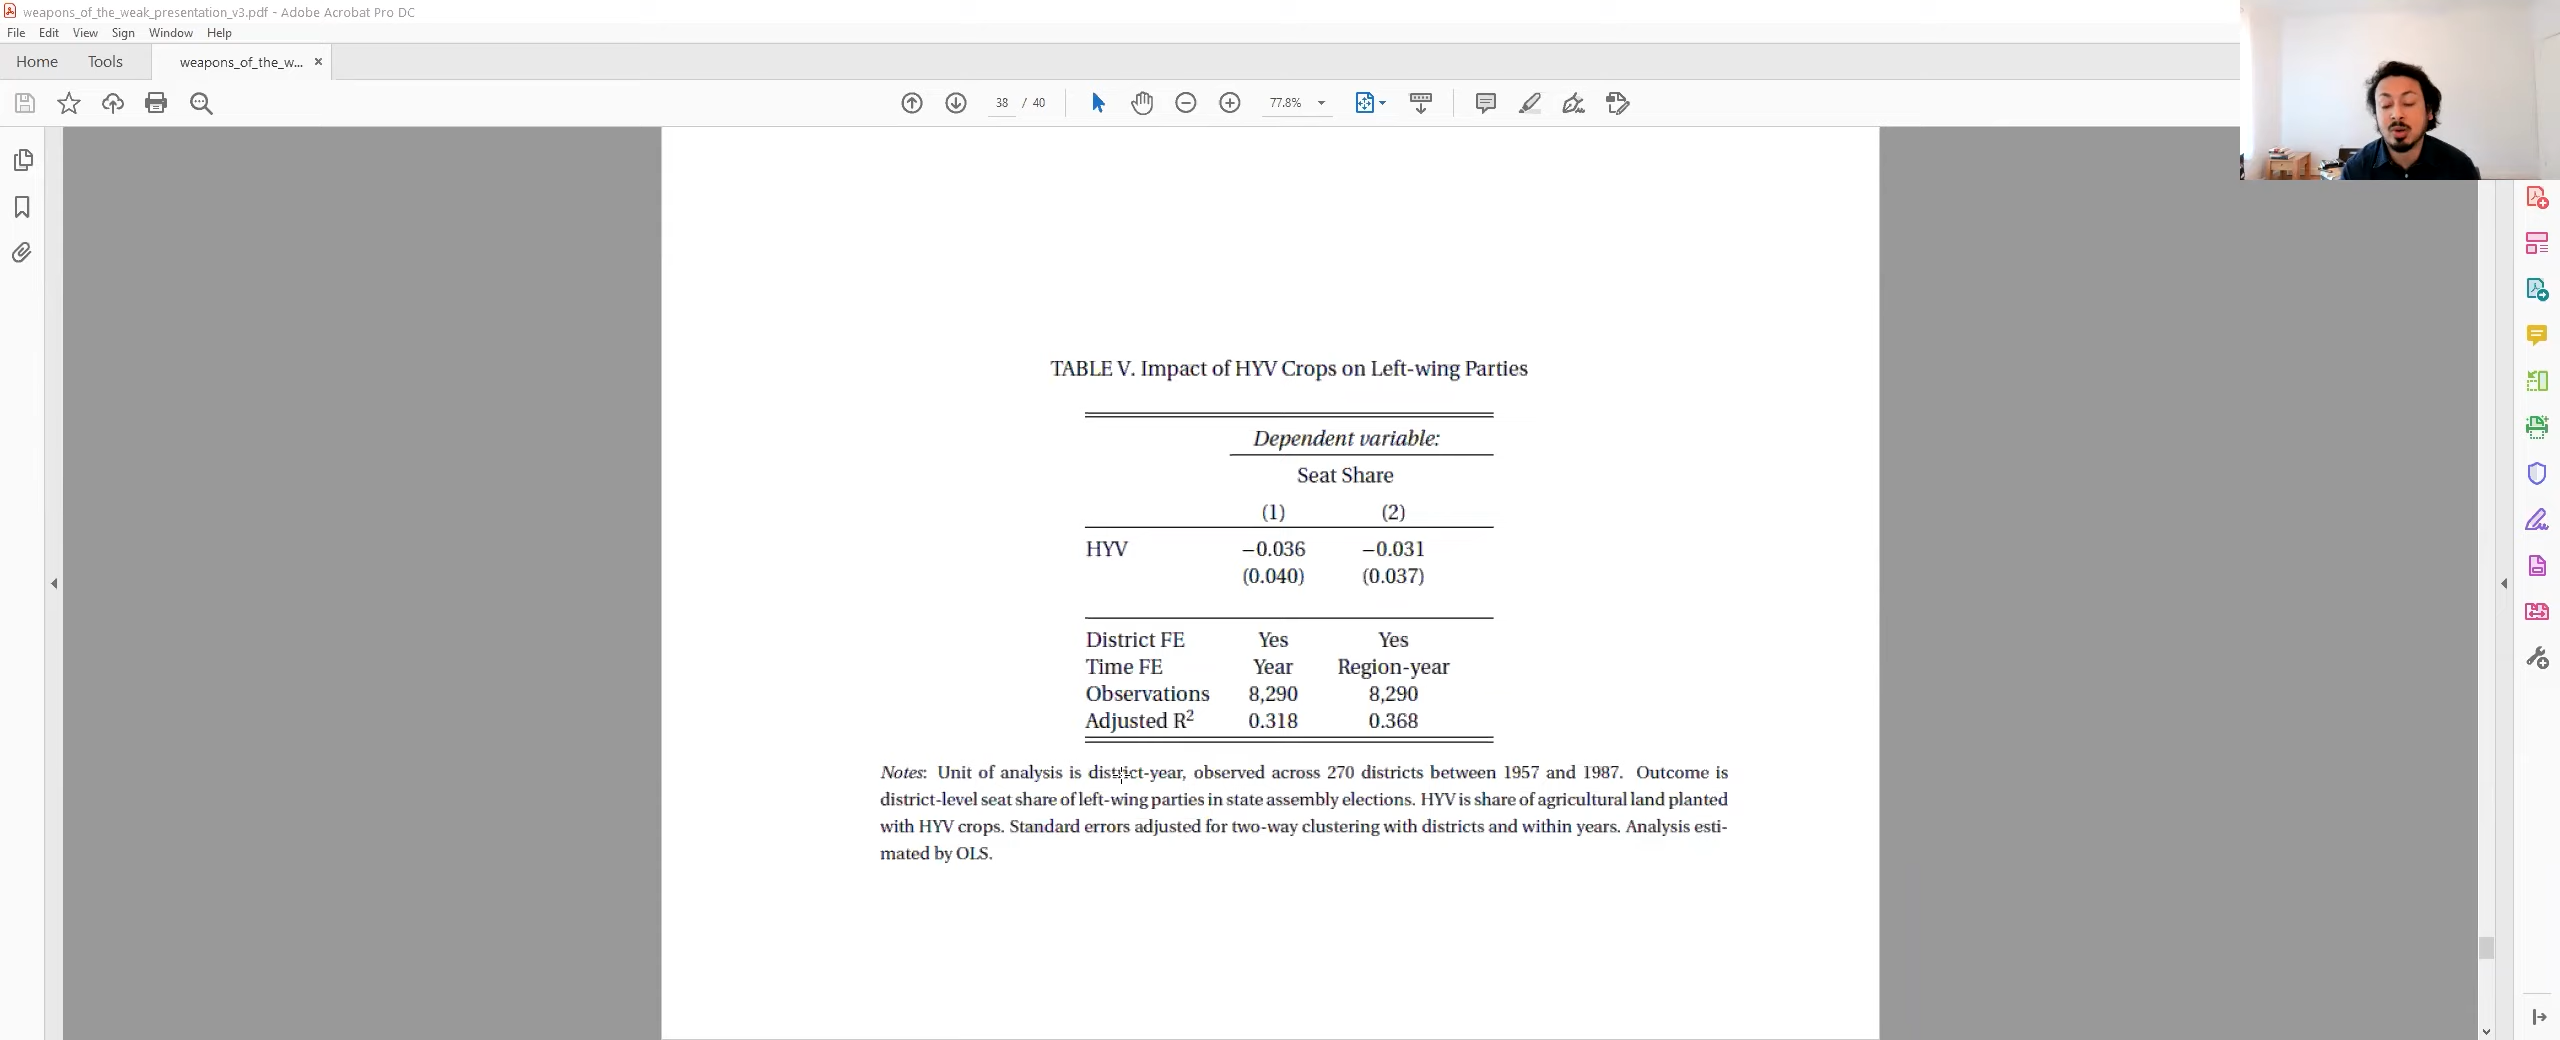 weapons_of_the_weak_presentation_v3.pdf - Adobe Acrobat Pro DC
File Edit View Sign Window Help
Home Tools weapons_of_the_w... ×
38 / 40 77.8%
TABLE V. Impact of HYV Crops on Left-wing Parties
Dependent variable:
Seat Share
(1) (2)
HYV −0.036 −0.031
(0.040) (0.037)
District FE Yes Yes
Time FE Year Region-year
Observations 8,290 8,290
Adjusted R² 0.318 0.368
Notes: Unit of analysis is district-year, observed across 270 districts between 1957 and 1987. Outcome is
district-level seat share of left-wing parties in state assembly elections. HYV is share of agricultural land planted
with HYV crops. Standard errors adjusted for two-way clustering with districts and within years. Analysis esti-
mated by OLS.